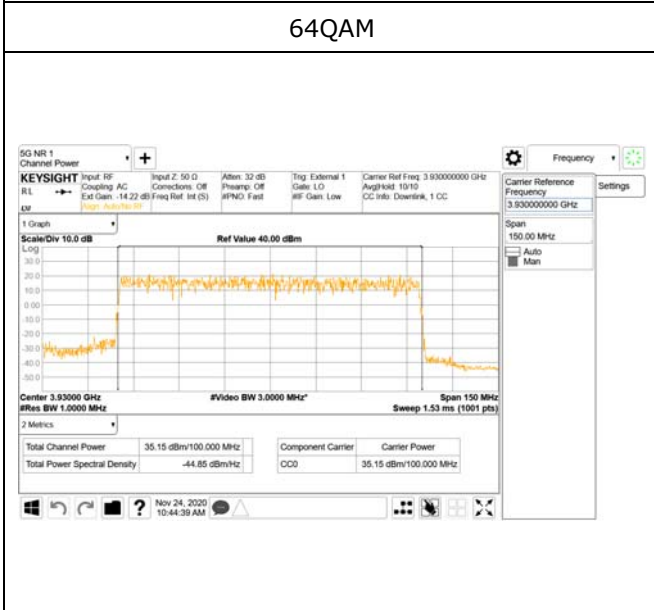 64QAM
5G NR 1
Channel Power
Frequency
KEYSIGHT Input: RF Input Z: 50 Ω Atten: 32 dB Trig: External 1 Carrier Ref Freq: 3.930000000 GHz
RL Coupling: AC Corrections: Off Preamp: Off Gate: LO Avg|Hold: 10/10
Ext Gain: -14.22 dB Freq Ref: Int (S) #PNO: Fast #IF Gain: Low CC Info: Downlink, 1 CC
Align: Auto/No RF
Carrier Reference
Frequency
3.930000000 GHz
Settings
Span
150.00 MHz
Auto
Man
1 Graph
Scale/Div 10.0 dB Ref Value 40.00 dBm
Log
30.0
20.0
10.0
0.00
-10.0
-20.0
-30.0
-40.0
-50.0
Center 3.93000 GHz #Video BW 3.0000 MHz* Span 150 MHz
#Res BW 1.0000 MHz Sweep 1.53 ms (1001 pts)
2 Metrics
Total Channel Power 35.15 dBm/100.000 MHz Component Carrier Carrier Power
Total Power Spectral Density -44.85 dBm/Hz CC0 35.15 dBm/100.000 MHz
? Nov 24, 2020
10:44:39 AM